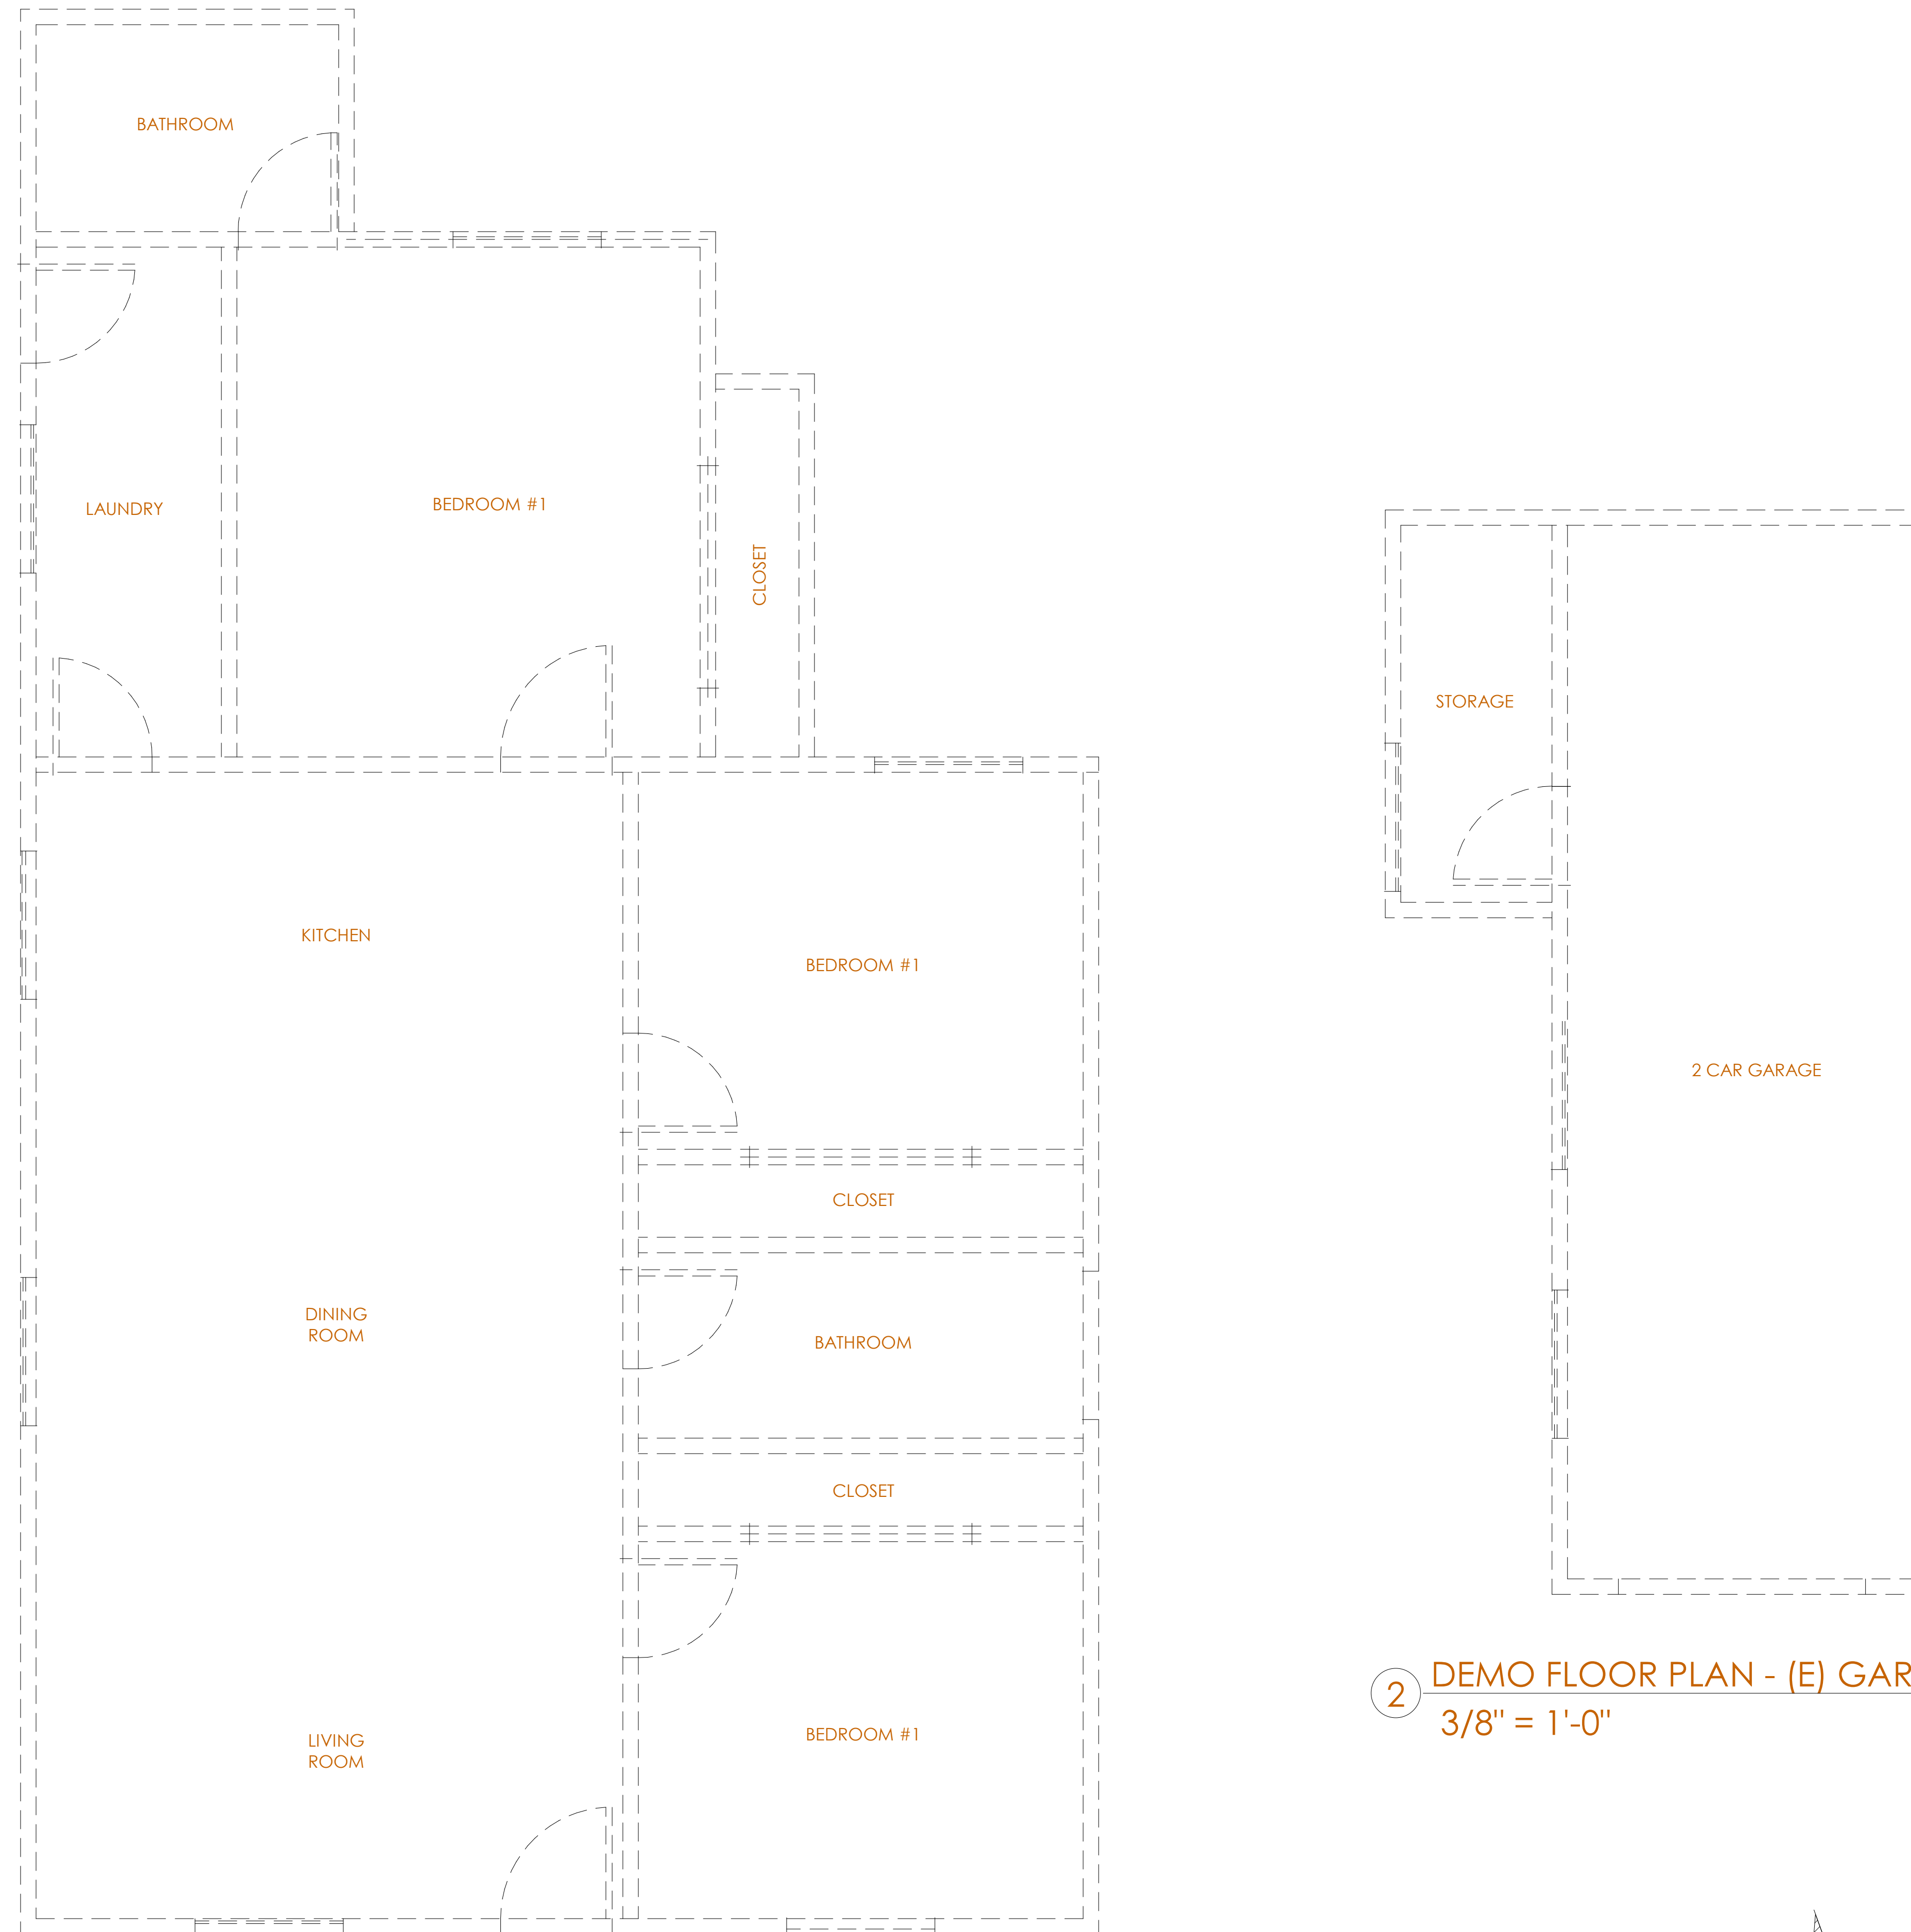 BATHROOM
LAUNDRY
BEDROOM #1
CLOSET
STORAGE
KITCHEN
BEDROOM #1
2 CAR GARAGE
CLOSET
DINING
ROOM
BATHROOM
CLOSET
LIVING
ROOM
BEDROOM #1
2
DEMO FLOOR PLAN - (E) GAR
3/8" = 1'-0"